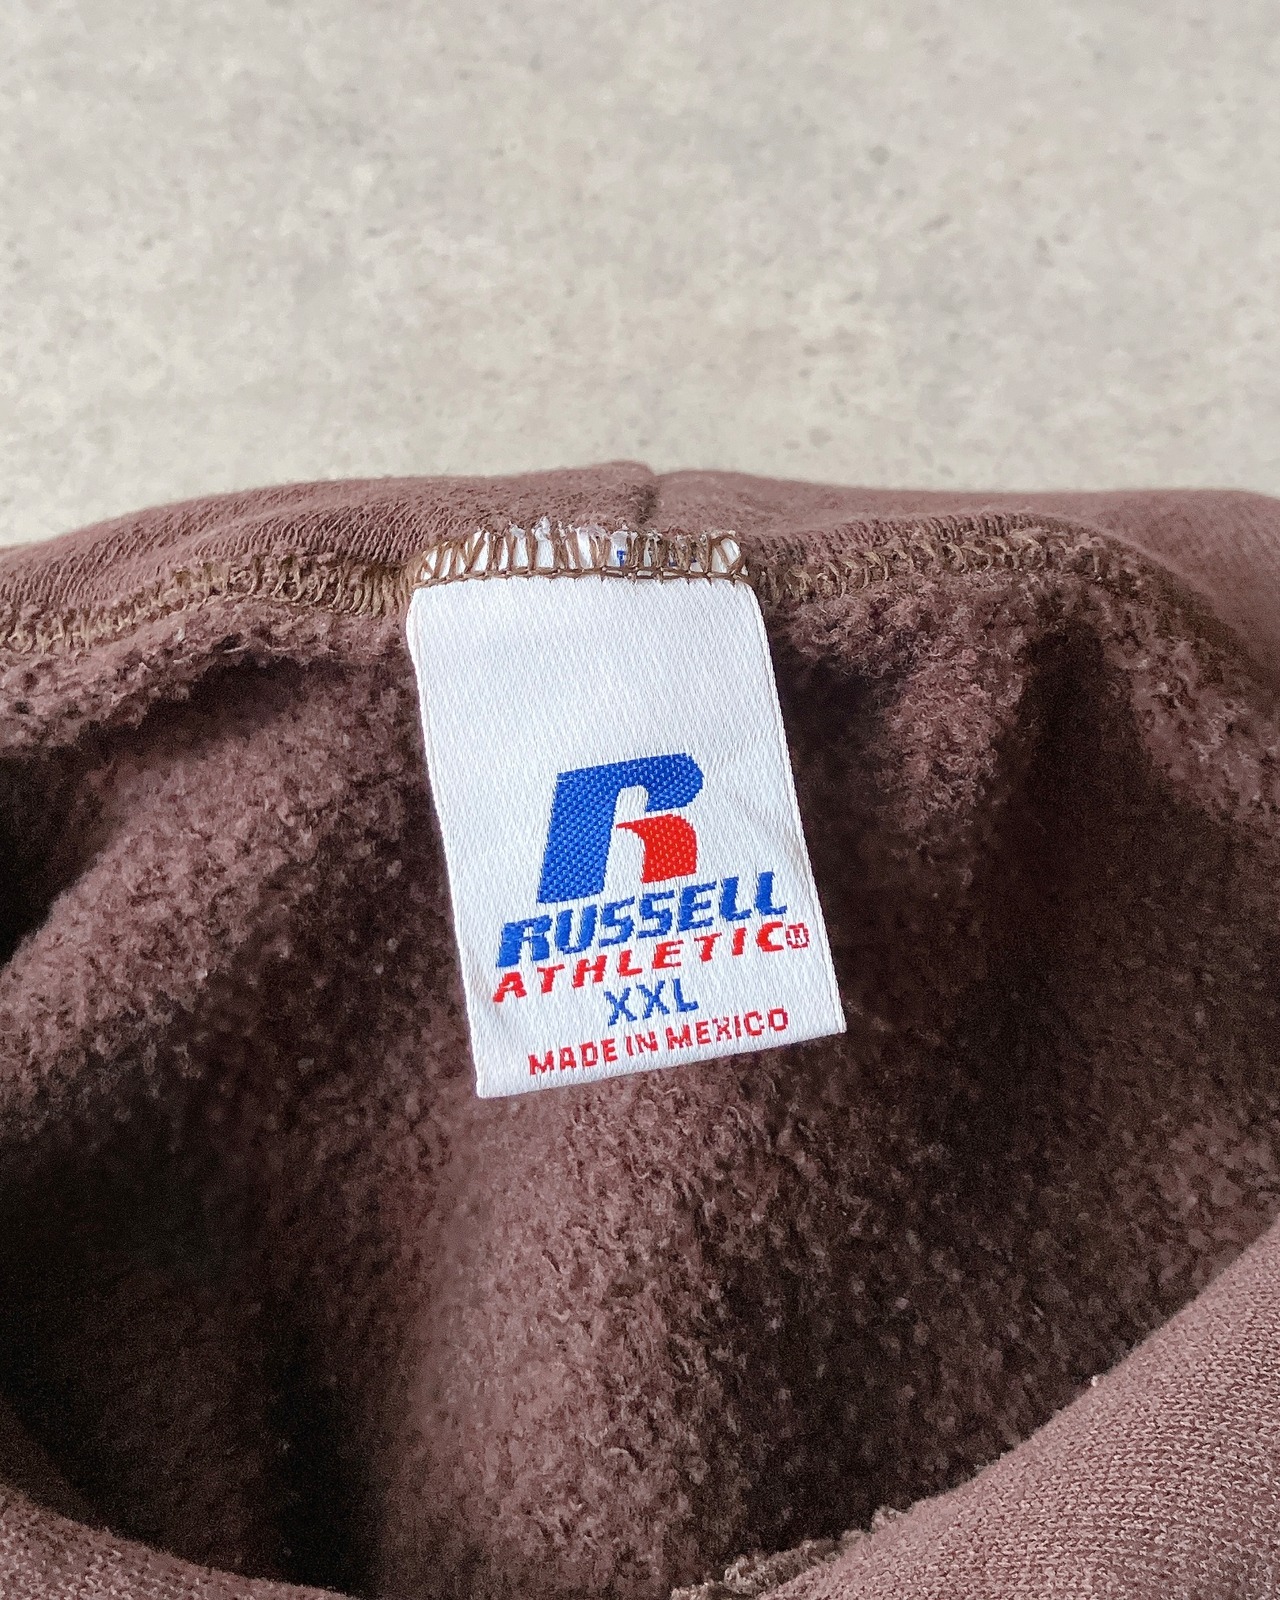 R
RUSSELL
ATHLETIC®
XXL
MADE IN MEXICO